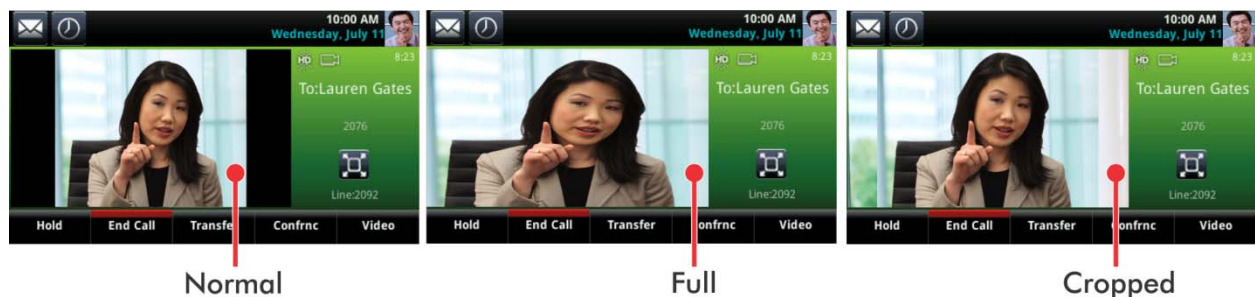 10:00 AM
Wednesday, July 11
HD
8:23
To:Lauren Gates
2076
Line:2092
Hold End Call Transfe Confrnc Video
Normal
10:00 AM
Wednesday, July 11
HD
8:23
To:Lauren Gates
2076
Line:2092
Hold End Call Transfer onfrnc Video
Full
10:00 AM
Wednesday, July 11
HD
8:23
To:Lauren Gates
2076
Line:2092
Hold End Call Transfer onfrnc Video
Cropped